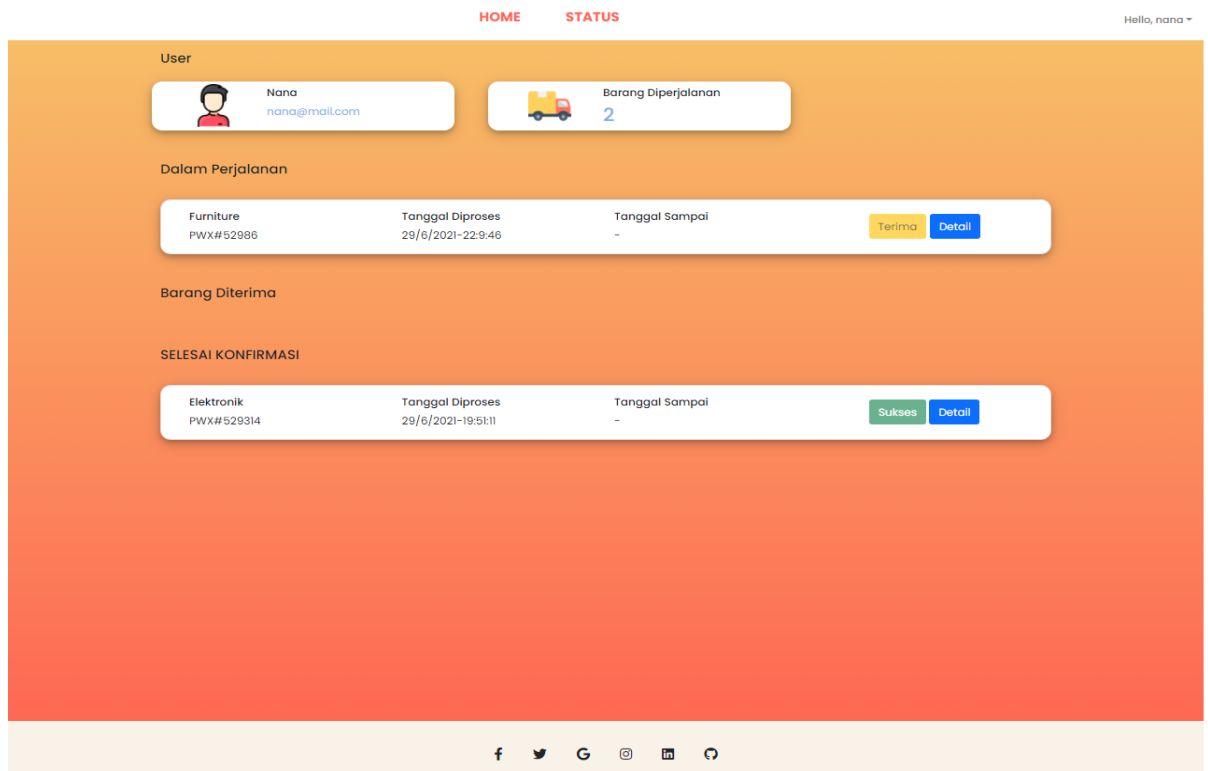 HOME STATUS Hello, nana
User
Nana
nana@mail.com
Barang Diperjalanan
2
Dalam Perjalanan
Furniture Tanggal Diproses Tanggal Sampai
PWX#52986 29/6/2021-22:9:46 - Terima Detail
Barang Diterima
SELESAI KONFIRMASI
Elektronik Tanggal Diproses Tanggal Sampai
PWX#529314 29/6/2021-19:51:11 - Sukses Detail